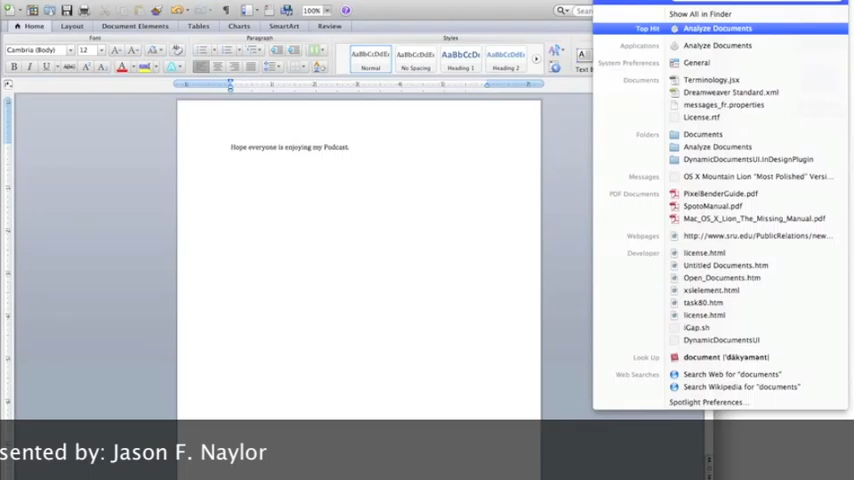 100%
Home Layout Document Elements Tables Charts SmartArt Review
Font Styles
Cambria (Body) 12
AaBbCcDdEe AaBbCcDdEe AaBbCcDc AaBbCcDdEe
Normal No Spacing Heading 1 Heading 2
Hope everyone is enjoying my Podcast.
Show All in Finder
Top Hit Analyze Documents
Applications Analyze Documents
System Preferences General
Documents Terminology.jsx
Dreamweaver Standard.xml
messages_fr.properties
License.rtf
Folders Documents
Analyze Documents
DynamicDocumentsUI.InDesignPlugin
Messages OS X Mountain Lion "Most Polished" Versi...
PDF Documents PixelBenderGuide.pdf
SpotoManual.pdf
Mac_OS_X_Lion_The_Missing_Manual.pdf
Webpages http://www.sru.edu/PublicRelations/new...
Developer license.html
Untitled Documents.htm
Open_Documents.htm
xslelement.html
task80.htm
license.html
iGap.sh
DynamicDocumentsUI
Look Up document |ˈdäkyəmənt|
Web Searches Search Web for "documents"
Search Wikipedia for "documents"
Spotlight Preferences...
sented by: Jason F. Naylor